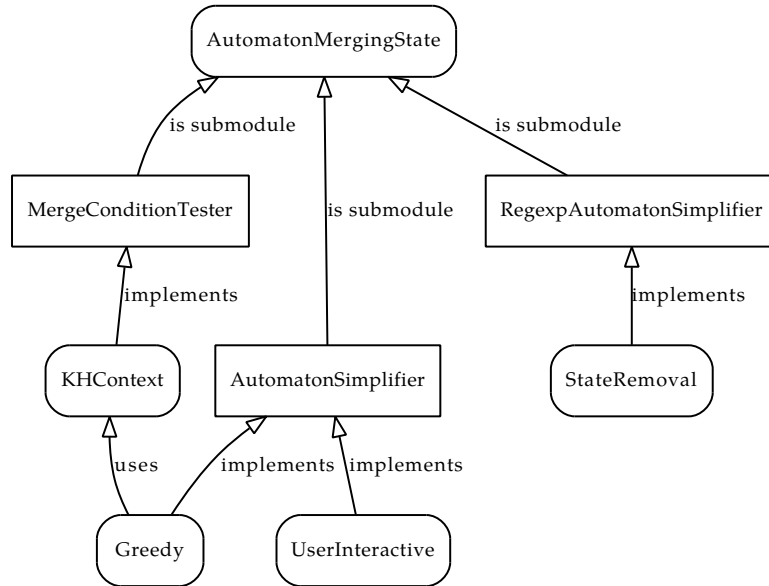 AutomatonMergingState
is submodule
is submodule
MergeConditionTester
is submodule
RegexpAutomatonSimplifier
implements
implements
KHContext
AutomatonSimplifier
StateRemoval
uses
implements
implements
Greedy
UserInteractive